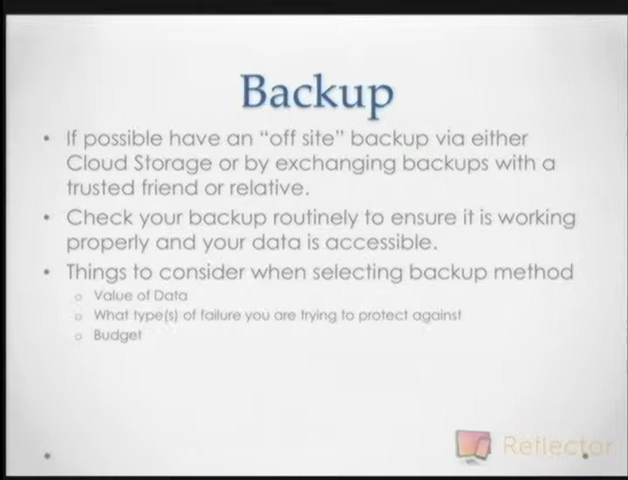 Backup
• If possible have an “off site” backup via either
Cloud Storage or by exchanging backups with a
trusted friend or relative.
• Check your backup routinely to ensure it is working
properly and your data is accessible.
• Things to consider when selecting backup method
o Value of Data
o What type(s) of failure you are trying to protect against
o Budget
Reflector